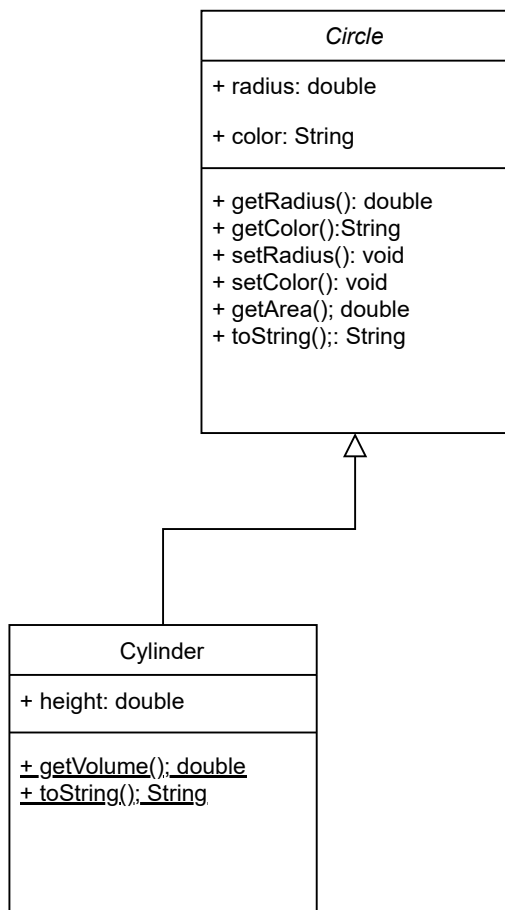 Circle
+ radius: double
+ color: String
+ getRadius(): double
+ getColor():String
+ setRadius(): void
+ setColor(): void
+ getArea(); double
+ toString();: String
Cylinder
+ height: double
+ getVolume(); double
+ toString(); String